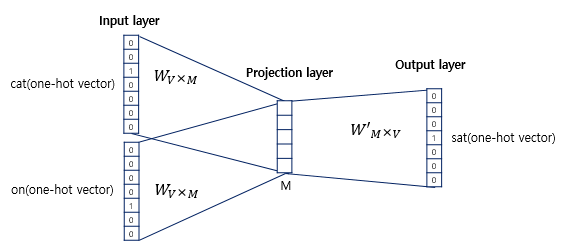 Input layer
0
0
1
0
0
0
0
cat(one-hot vector)
W_{V×M}
Projection layer
M
0
0
0
0
1
0
0
on(one-hot vector)
W_{V×M}
Output layer
W'_{M×V}
0
0
0
1
0
0
0
sat(one-hot vector)